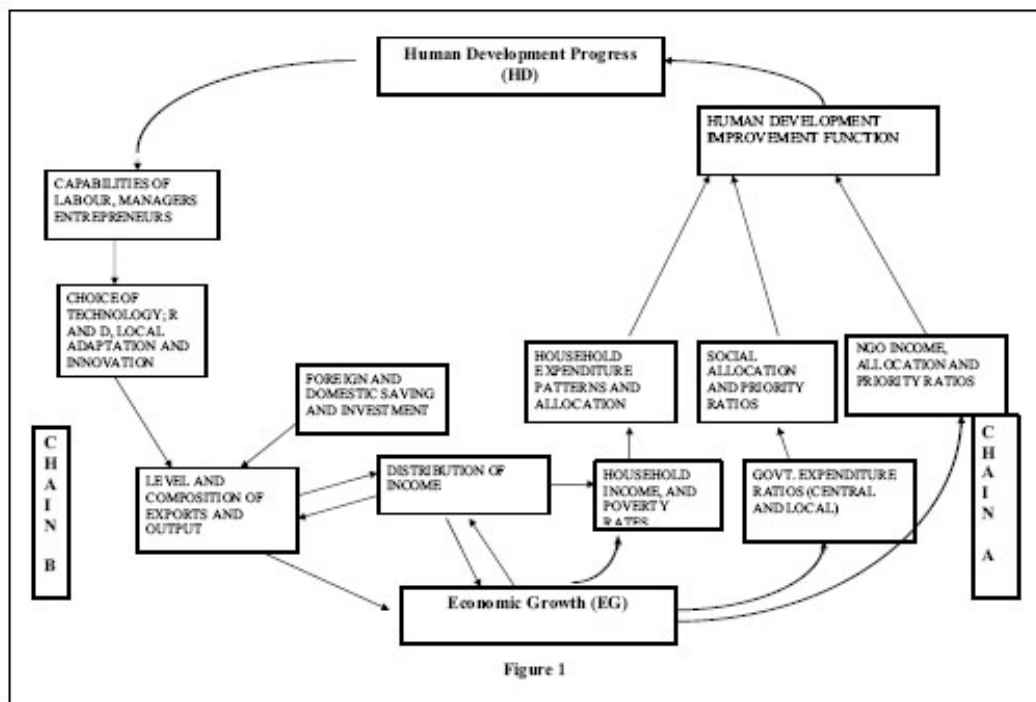 Human Development Progress
(HD)
HUMAN DEVELOPMENT
IMPROVEMENT FUNCTION
CAPABILITIES OF
LABOUR, MANAGERS
ENTREPRENEURS
CHOICE OF
TECHNOLOGY; R
AND D, LOCAL
ADAPTATION AND
INNOVATION
FOREIGN AND
DOMESTIC SAVING
AND INVESTMENT
HOUSEHOLD
EXPENDITURE
PATTERNS AND
ALLOCATION
SOCIAL
ALLOCATION
AND PRIORITY
RATIOS
NGO INCOME,
ALLOCATION AND
PRIORITY RATIOS
CHAIN B
LEVEL AND
COMPOSITION OF
EXPORTS AND
OUTPUT
DISTRIBUTION OF
INCOME
HOUSEHOLD
INCOME, AND
POVERTY
RATES
GOVT. EXPENDITURE
RATIOS (CENTRAL
AND LOCAL)
CHAIN A
Economic Growth (EG)
Figure 1